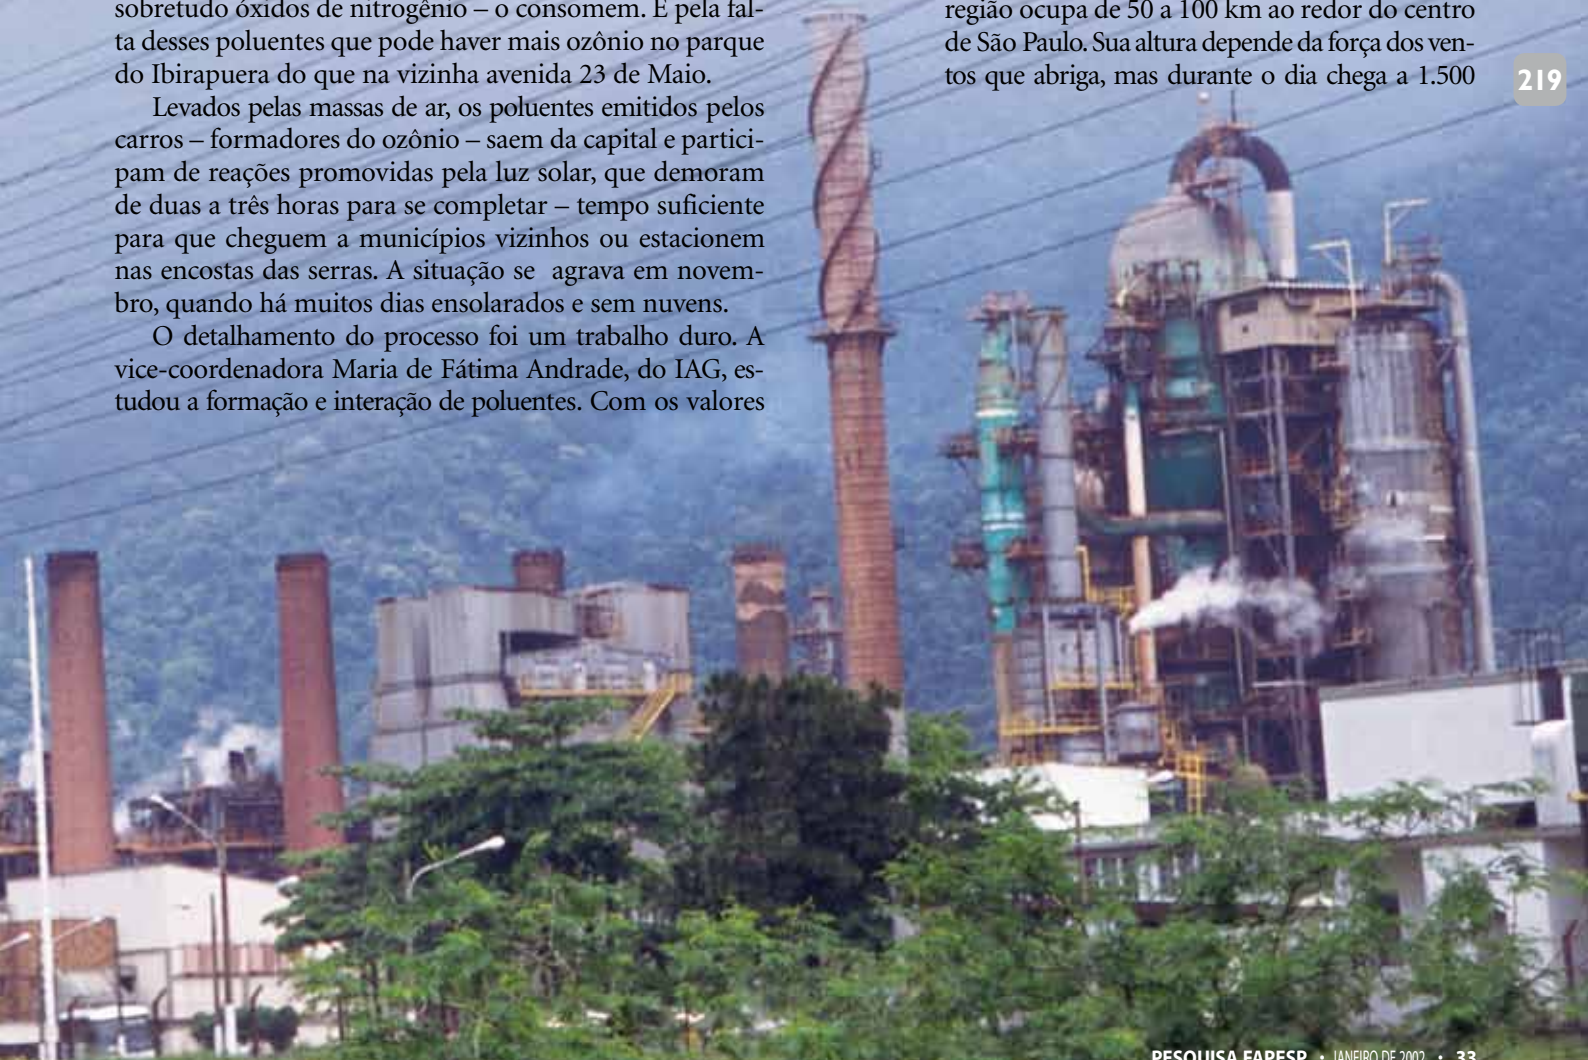 sobretudo óxidos de nitrogênio – o consomem. É pela fal-
ta desses poluentes que pode haver mais ozônio no parque
do Ibirapuera do que na vizinha avenida 23 de Maio.
Levados pelas massas de ar, os poluentes emitidos pelos
carros – formadores do ozônio – saem da capital e partici-
pam de reações promovidas pela luz solar, que demoram
de duas a três horas para se completar – tempo suficiente
para que cheguem a municípios vizinhos ou estacionem
nas encostas das serras. A situação se agrava em novem-
bro, quando há muitos dias ensolarados e sem nuvens.
O detalhamento do processo foi um trabalho duro. A
vice-coordenadora Maria de Fátima Andrade, do IAG, es-
tudou a formação e interação de poluentes. Com os valores
região ocupa de 50 a 100 km ao redor do centro
de São Paulo. Sua altura depende da força dos ven-
tos que abriga, mas durante o dia chega a 1.500
219
PESQUISA FAPESP • JANEIRO DE 2002 • 33